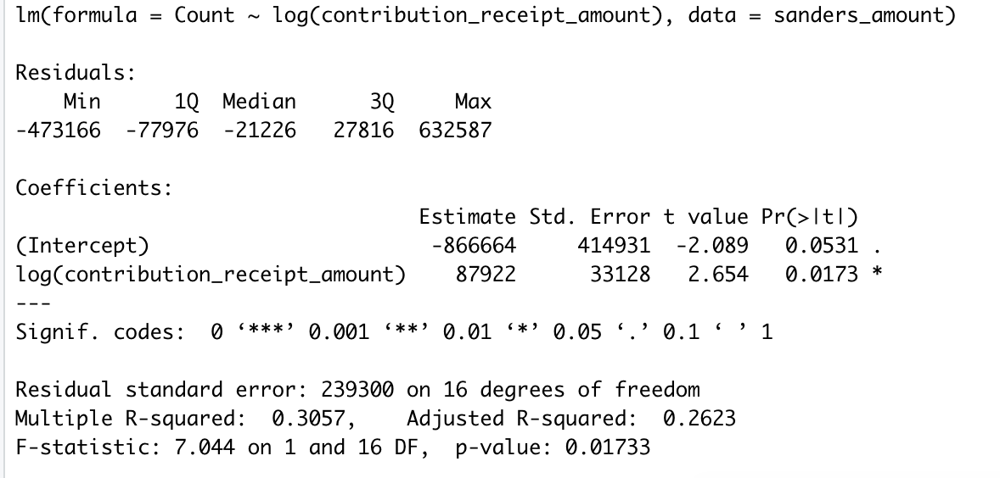 lm(formula = Count ~ log(contribution_receipt_amount), data = sanders_amount)
Residuals:
Min 1Q Median 3Q Max
-473166 -77976 -21226 27816 632587
Coefficients:
Estimate Std. Error t value Pr(>|t|)
(Intercept) -866664 414931 -2.089 0.0531 .
log(contribution_receipt_amount) 87922 33128 2.654 0.0173 *
---
Signif. codes: 0 ‘***’ 0.001 ‘**’ 0.01 ‘*’ 0.05 ‘.’ 0.1 ‘ ’ 1
Residual standard error: 239300 on 16 degrees of freedom
Multiple R-squared: 0.3057, Adjusted R-squared: 0.2623
F-statistic: 7.044 on 1 and 16 DF, p-value: 0.01733